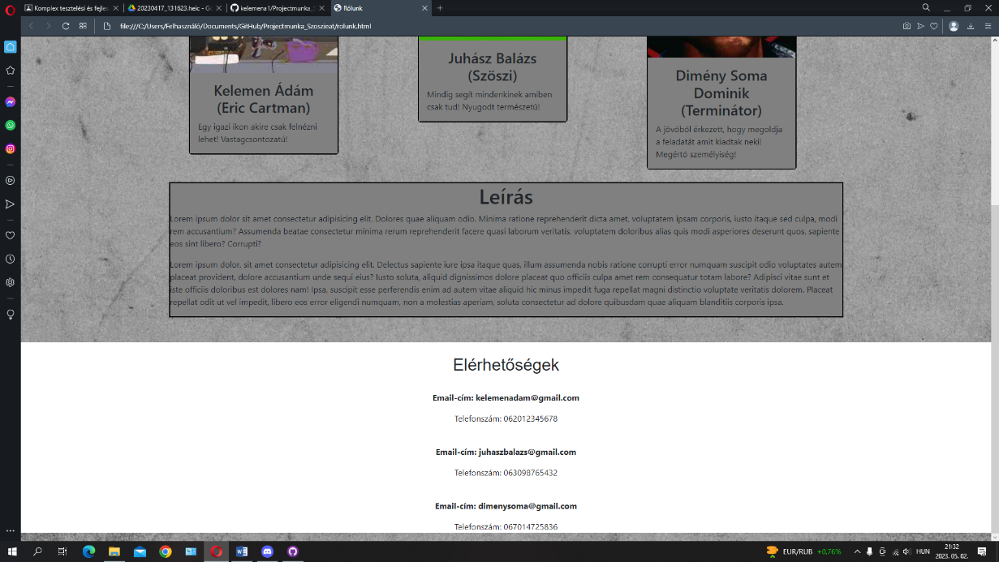 Komplex tesztelési és fejles
20230417_131623.heic - Go
kelemena1/Projectmunka_S
Rólunk
file:///C:/Users/Felhasználó/Documents/GitHub/Projectmunka_Szoszieat/rolunk.html
Kelemen Ádám
(Eric Cartman)
Egy igazi ikon akire csak felnézni
lehet! Vastagcsontozatú!
Juhász Balázs
(Szöszi)
Mindig segít mindenkinek amiben
csak tud! Nyugodt természetű!
Dimény Soma
Dominik
(Terminátor)
A jövőből érkezett, hogy megoldja
a feladatát amit kiadtak neki!
Megértő személyiség!
Leírás
Lorem ipsum dolor sit amet consectetur adipisicing elit. Dolores quae aliquam odio. Minima ratione reprehenderit dicta amet, voluptatem ipsam corporis, iusto itaque sed culpa, modi
rem accusantium? Assumenda beatae consectetur minima rerum reprehenderit facere quasi laborum veritatis, voluptatem doloribus alias quis modi asperiores deserunt quos, sapiente
eos sint libero? Corrupti?
Lorem ipsum dolor, sit amet consectetur adipisicing elit. Delectus sapiente iure ipsa itaque quas, illum assumenda nobis ratione corrupti error numquam suscipit odio voluptates autem
placeat provident, dolore accusantium unde sequi eius? Iusto soluta, aliquid dignissimos dolore placeat quo officiis culpa amet rem consequatur totam labore? Adipisci vitae sunt et
iste officiis doloribus est dolores nam! Ipsa, suscipit esse perferendis enim ad autem vitae aliquid hic minus impedit fuga repellat magni distinctio voluptate veritatis dolorem. Placeat
repellat odit ut vel impedit, libero eos error eligendi numquam, non a molestias aperiam, soluta consectetur ad dolore quibusdam quae aliquam blanditiis corporis ipsa.
Elérhetőségek
Email-cím: kelemenadam@gmail.com
Telefonszám: 062012345678
Email-cím: juhaszbalazs@gmail.com
Telefonszám: 063098765432
Email-cím: dimenysoma@gmail.com
Telefonszám: 067014725836
EUR/RUB +0,76%
HUN
21:32
2023. 05. 02.